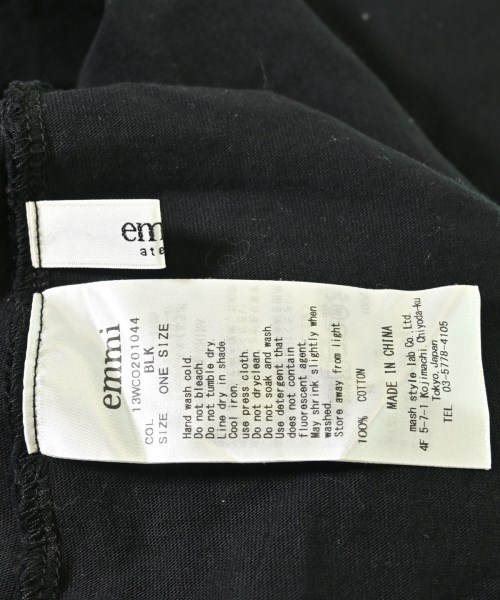 emm
ate
emmi
13WCO201044
COL BLK
SIZE ONE SIZE
Hand wash cold.
Do not bleach.
Do not tumble dry.
Line dry in shade.
Cool iron.
use press cloth.
Do not dryclean.
Do not soak and wash.
Use detergent that
does not contain
fluorescent agent.
May shrink slightly when
washed.
Store away from light
100% COTTON
MADE IN CHINA
mash style lab Co.Ltd.
4F 5-7-1 Kojimachi, Chiyoda-ku
Tokyo, Japan
TEL 03-5778-4105